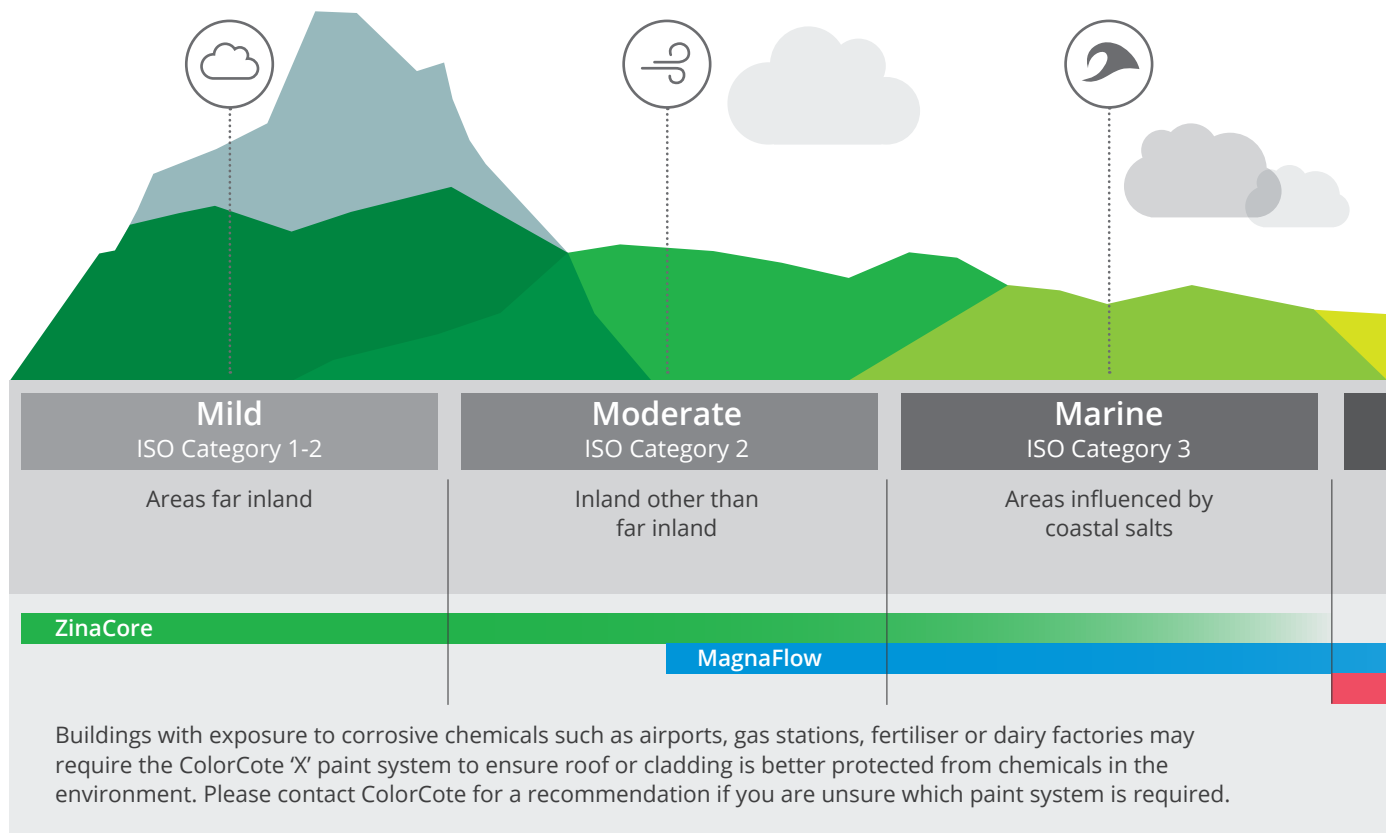 Mild
ISO Category 1-2
Moderate
ISO Category 2
Marine
ISO Category 3
Areas far inland
Inland other than
far inland
Areas influenced by
coastal salts
ZinaCore
MagnaFlow
Buildings with exposure to corrosive chemicals such as airports, gas stations, fertiliser or dairy factories may
require the ColorCote ‘X’ paint system to ensure roof or cladding is better protected from chemicals in the
environment. Please contact ColorCote for a recommendation if you are unsure which paint system is required.